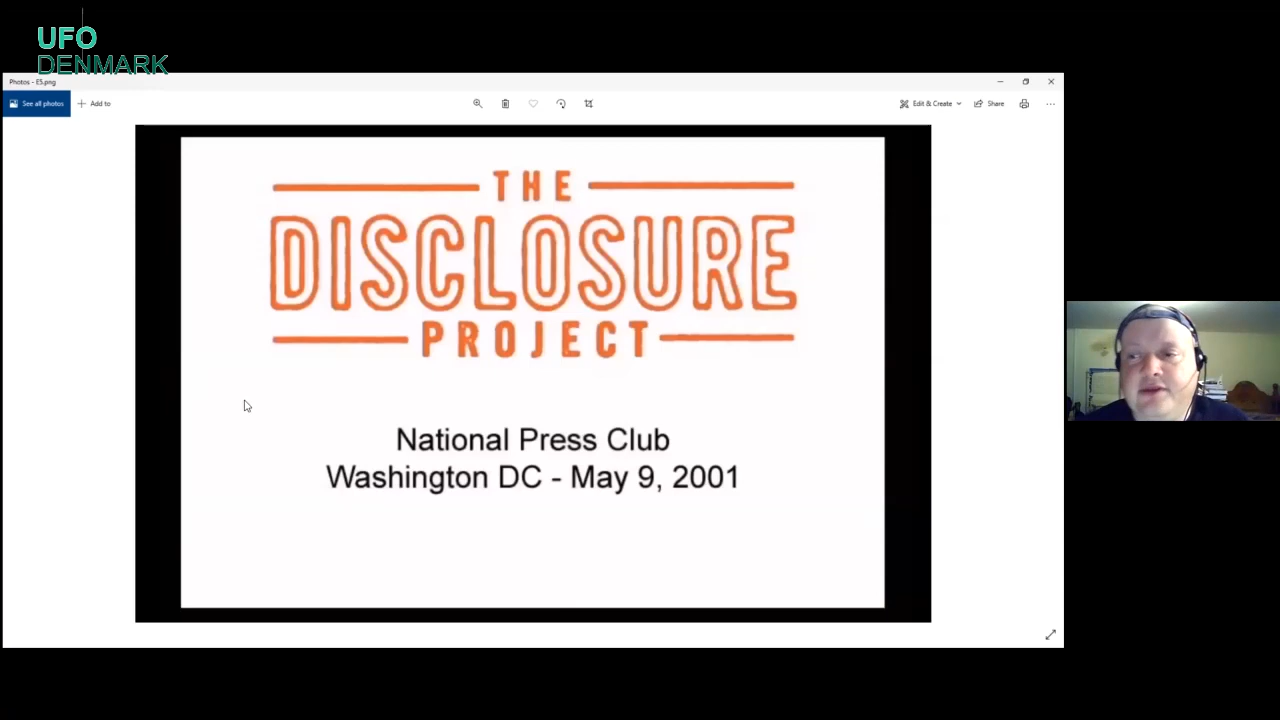 UFO
DENMARK
Photos - E5.png
See all photos
Add to
Edit & Create
Share
THE
DISCLOSURE
PROJECT
National Press Club
Washington DC - May 9, 2001